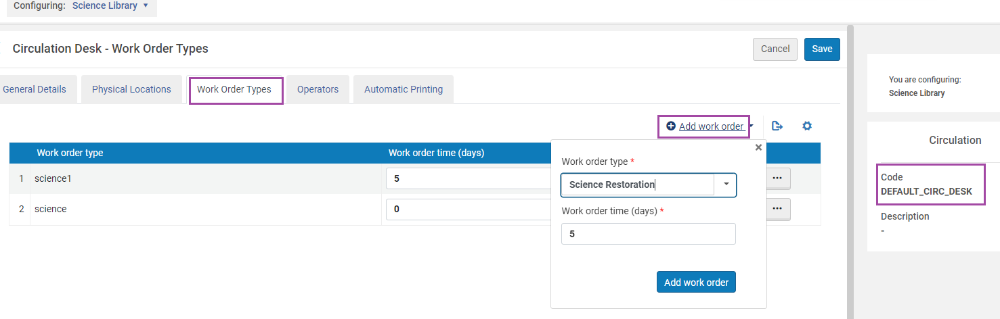 Configuring: Science Library
Circulation Desk - Work Order Types
Cancel Save
General Details Physical Locations Work Order Types Operators Automatic Printing
Add work order
Work order type Work order time (days)
1 science1 5 ...
2 science 0 ...
Work order type *
Science Restoration
Work order time (days) *
5
Add work order
You are configuring:
Science Library
Circulation
Code
DEFAULT_CIRC_DESK
Description
-